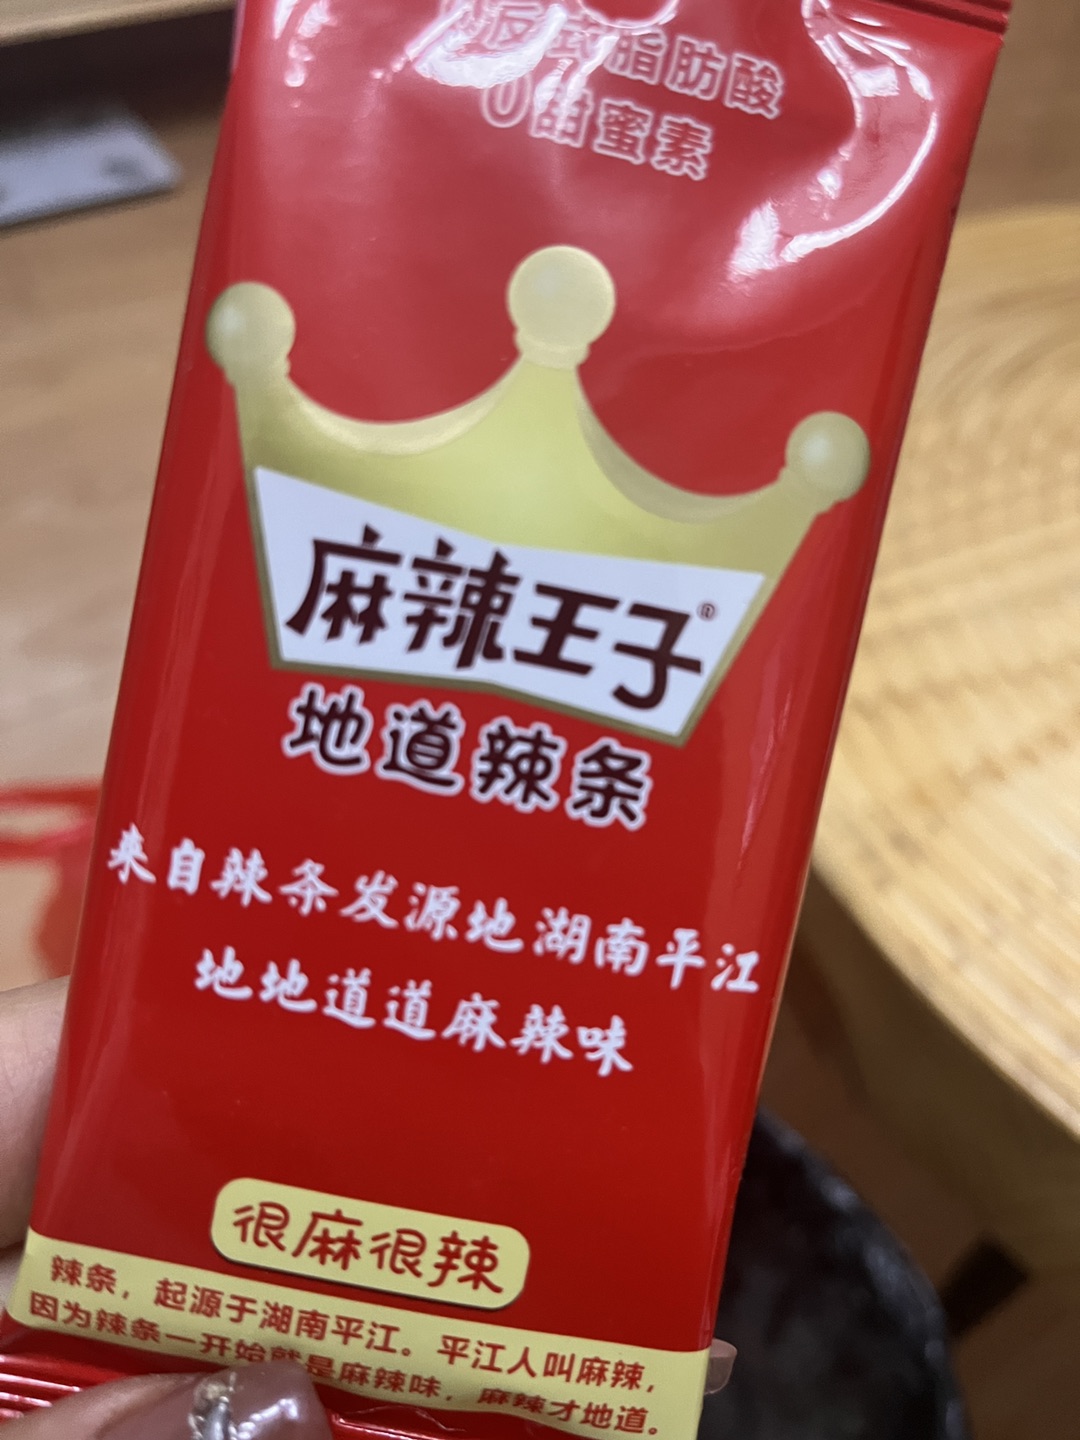 反式脂肪酸
0甜蜜素
麻辣王子®
地道辣条
来自辣条发源地湖南平江
地地道道麻辣味
很麻很辣
辣条，起源于湖南平江。平江人叫麻辣，
因为辣条一开始就是麻辣味，麻辣才地道。